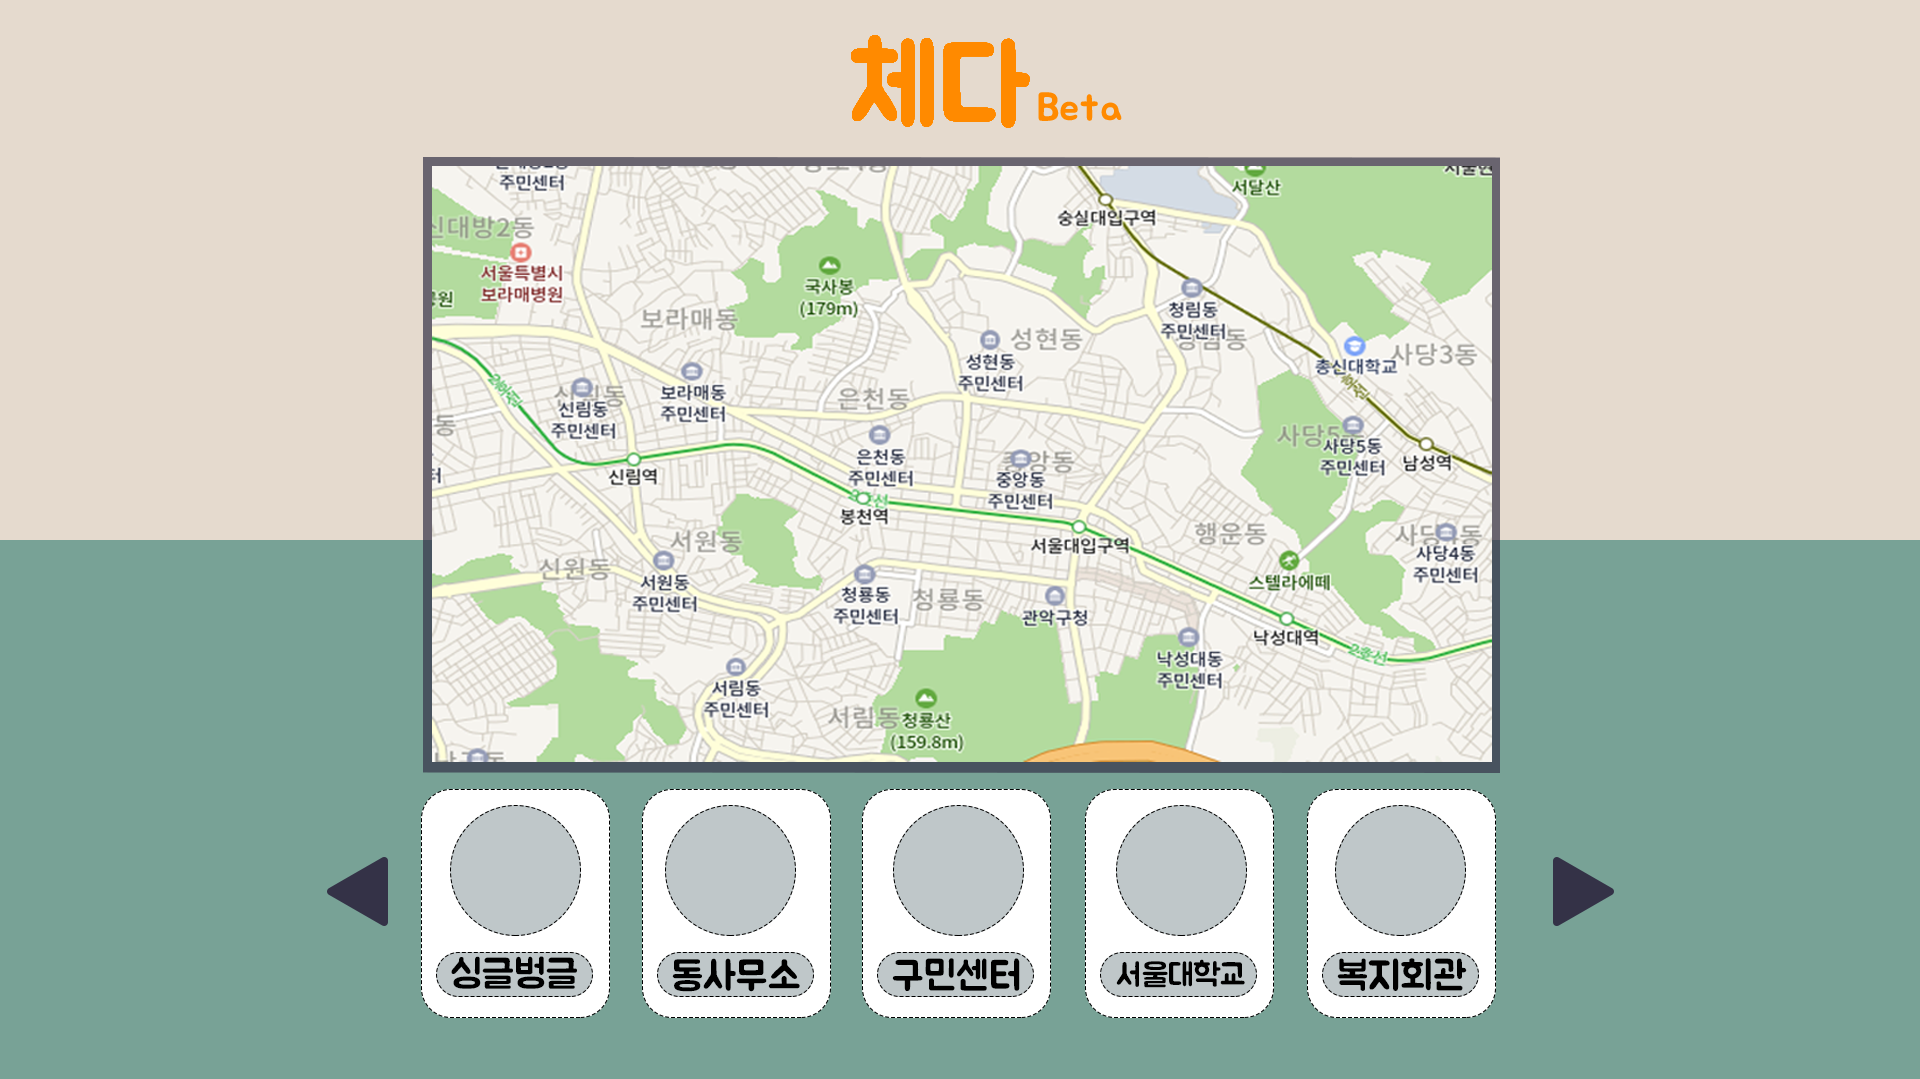 체다 Beta
주민센터
서달산
숭실대입구역
신대방2동
서울특별시
보라매병원
국사봉
(179m)
보라매동
청림동
주민센터
성현동
성현동
주민센터
총신대학교
사당3동
신림동
주민센터
보라매동
주민센터
은천동
은천동
주민센터
중앙동
중앙동
주민센터
사당5동
주민센터
남성역
신림역
봉천역
서울대입구역
행운동
서원동
신원동
서원동
주민센터
청룡동
주민센터
청룡동
관악구청
스텔라에떼
사당4동
주민센터
낙성대역
2호선
낙성대동
주민센터
서림동
주민센터
서림동
청룡산
(159.8m)
싱글벙글
동사무소
구민센터
서울대학교
복지회관